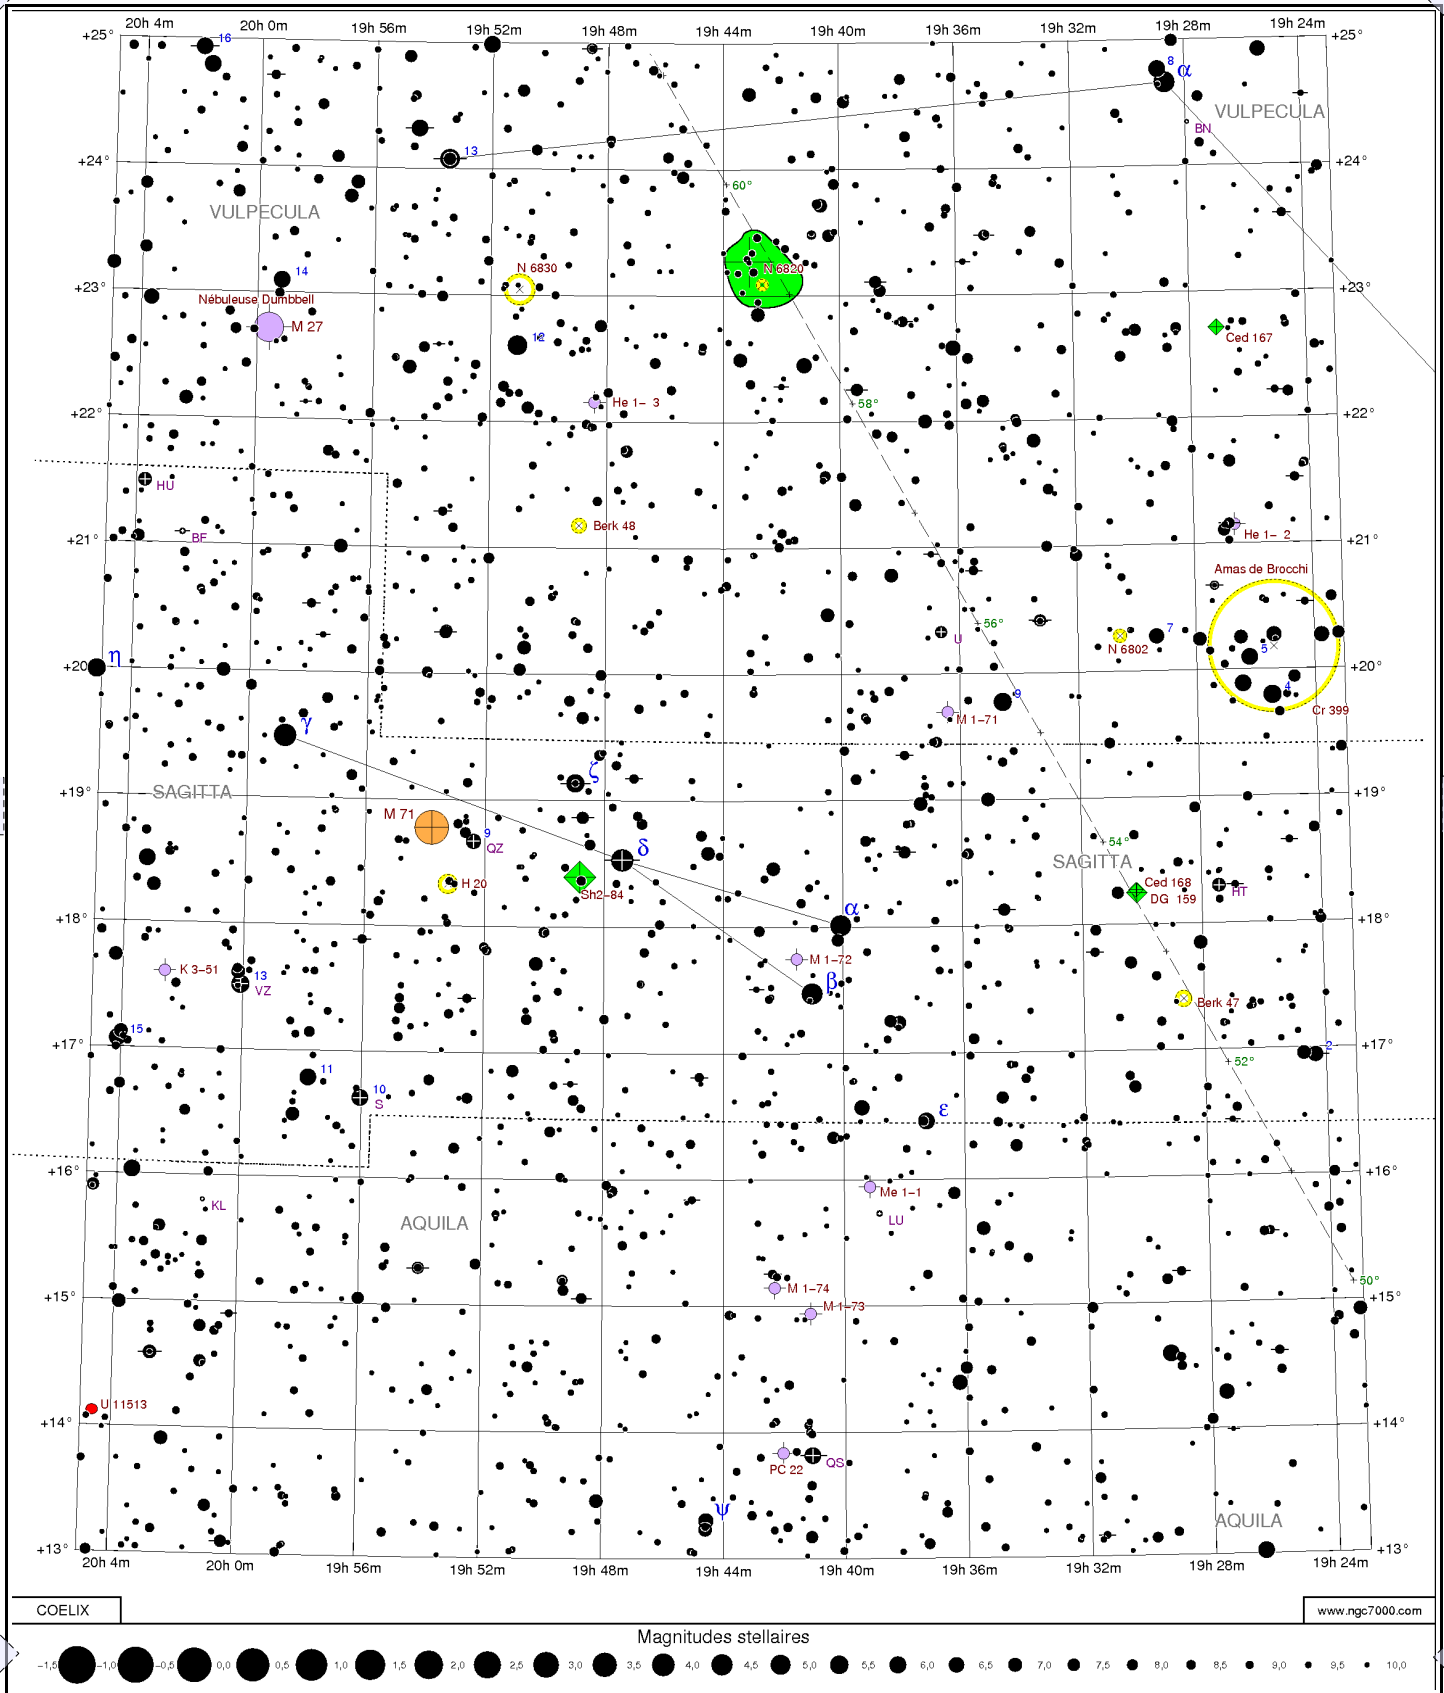 20h 4m 20h 0m 19h 56m 19h 52m 19h 48m 19h 44m 19h 40m 19h 36m 19h 32m 19h 28m 19h 24m
+25° +25°
16
8 α
VULPECULA
BN
13
+24° +24°
60°
VULPECULA
N 6830
N 6820
14
+23° +23°
Nébuleuse Dumbbell
M 27
12
Ced 167
He 1- 3
58°
+22° +22°
HU
Berk 48
BF
He 1- 2
+21° +21°
Amas de Brocchi
56°
U
7
N 6802
5
η
+20° +20°
4
9
Cr 399
M 1-71
γ
ζ
SAGITTA
+19° +19°
M 71
9
QZ
δ
54°
SAGITTA
H 20
Sh2-84
Ced 168
DG 159
HT
α
+18° +18°
M 1-72
K 3-51
13
VZ
β
Berk 47
15
+17° +17°
2
52°
11
10
S
ε
+16° +16°
Me 1-1
KL
LU
AQUILA
50°
M 1-74
+15° +15°
M 1-73
U 11513
+14° +14°
PC 22
QS
ψ
AQUILA
+13° +13°
20h 4m 20h 0m 19h 56m 19h 52m 19h 48m 19h 44m 19h 40m 19h 36m 19h 32m 19h 28m 19h 24m
COELIX
www.ngc7000.com
Magnitudes stellaires
-1,5 -1,0 -0,5 0,0 0,5 1,0 1,5 2,0 2,5 3,0 3,5 4,0 4,5 5,0 5,5 6,0 6,5 7,0 7,5 8,0 8,5 9,0 9,5 10,0